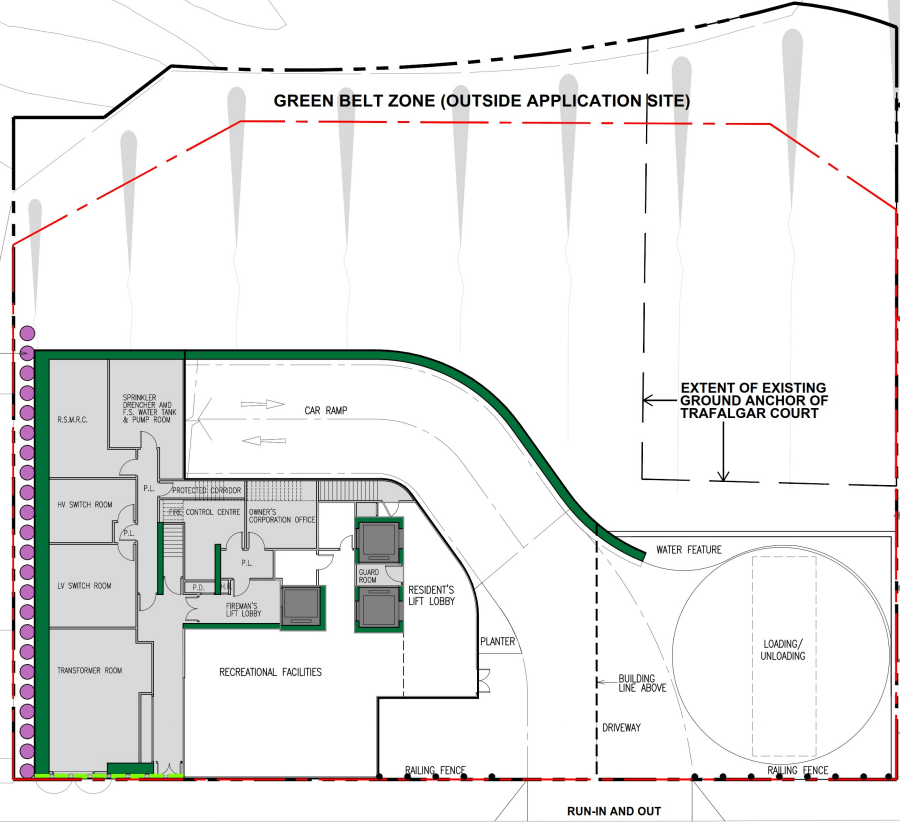 GREEN BELT ZONE (OUTSIDE APPLICATION SITE)
EXTENT OF EXISTING
GROUND ANCHOR OF
TRAFALGAR COURT
SPRINKLER
DRENCHER AMD
F.S. WATER TANK
& PUMP ROOM
R.S.M.R.C.
CAR RAMP
P.L.
PROTECTED CORRIDOR
HV SWITCH ROOM
FIRE CONTROL CENTRE
OWNER'S
CORPORATION OFFICE
P.L.
WATER FEATURE
P.L.
LV SWITCH ROOM
GUARD
ROOM
P.D.
H.R.
RESIDENT'S
LIFT LOBBY
FIREMAN'S
LIFT LOBBY
PLANTER
LOADING/
UNLOADING
TRANSFORMER ROOM
RECREATIONAL FACILITIES
BUILDING
LINE ABOVE
DRIVEWAY
RAILING FENCE
RAILING FENCE
RUN-IN AND OUT